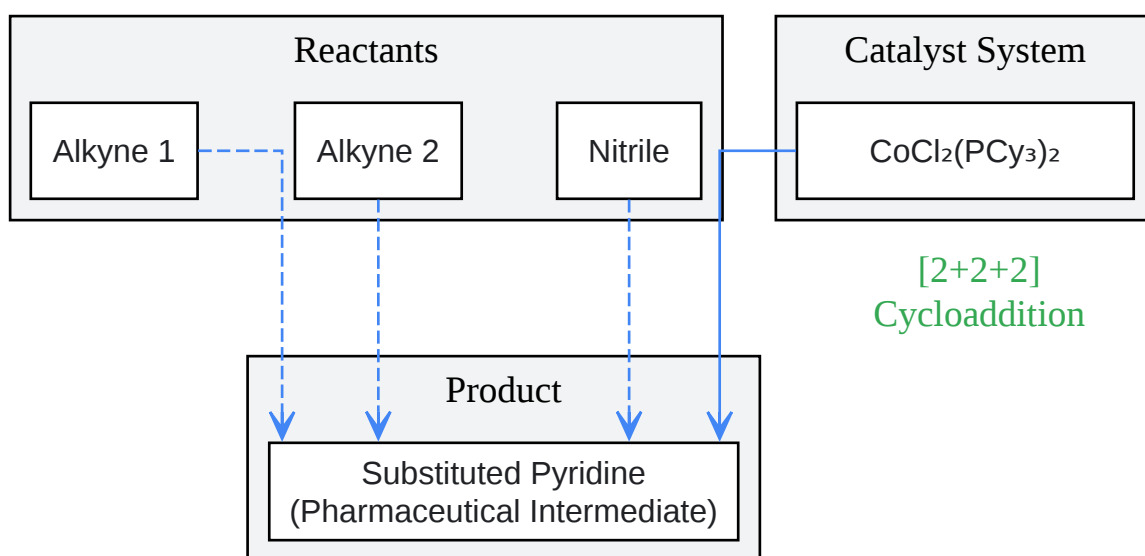 Reactants
Catalyst System
Alkyne 1
Alkyne 2
Nitrile
CoCl₂(PCy₃)₂
[2+2+2]
Cycloaddition
Product
Substituted Pyridine
(Pharmaceutical Intermediate)